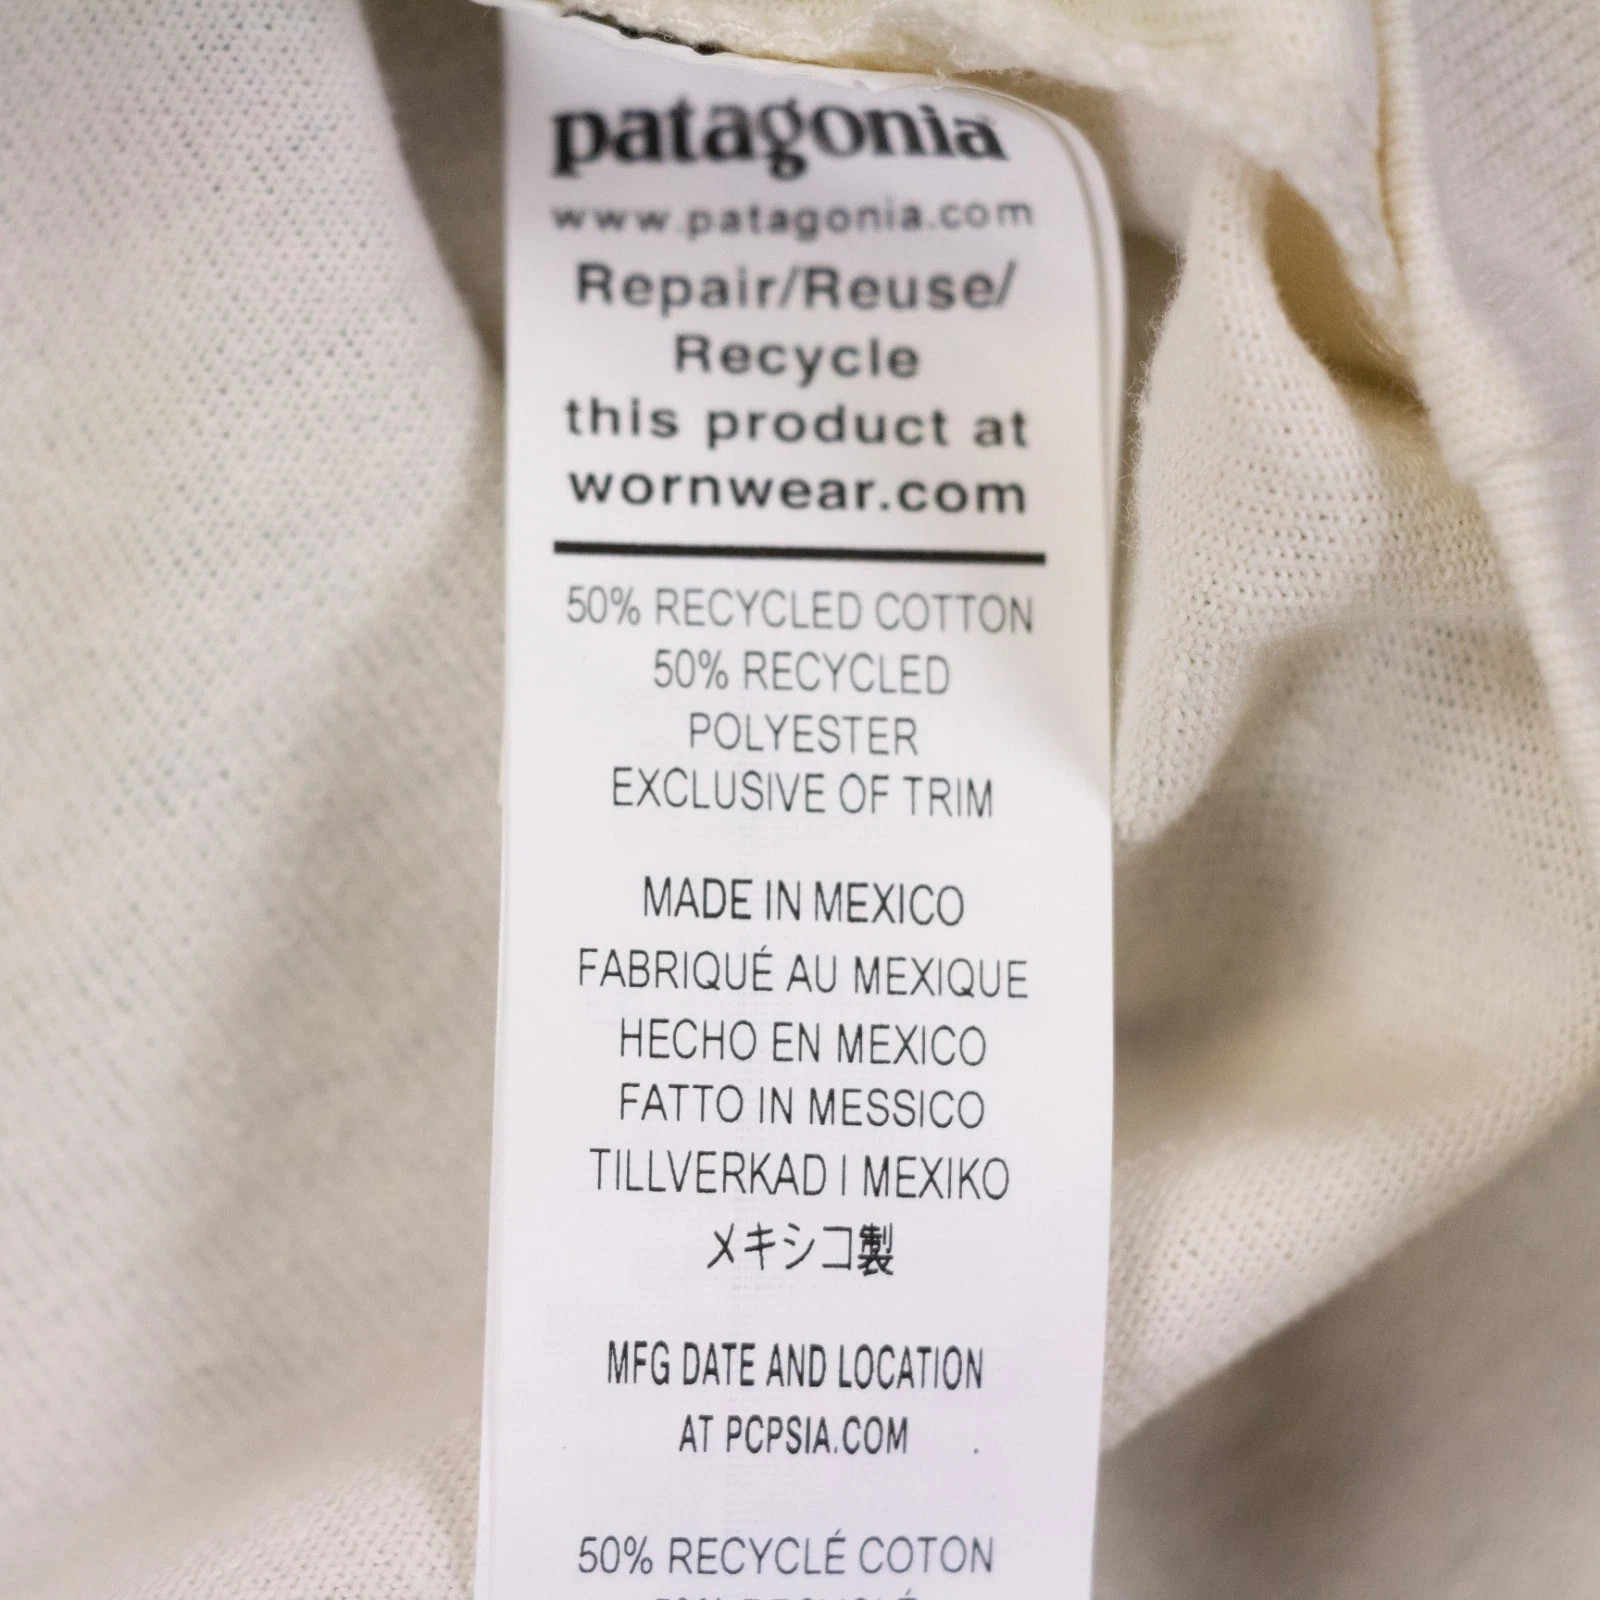 patagonia
www.patagonia.com
Repair/Reuse/
Recycle
this product at
wornwear.com
50% RECYCLED COTTON
50% RECYCLED
POLYESTER
EXCLUSIVE OF TRIM
MADE IN MEXICO
FABRIQUÉ AU MEXIQUE
HECHO EN MEXICO
FATTO IN MESSICO
TILLVERKAD I MEXIKO
メキシコ製
MFG DATE AND LOCATION
AT PCPSIA.COM
50% RECYCLÉ COTON